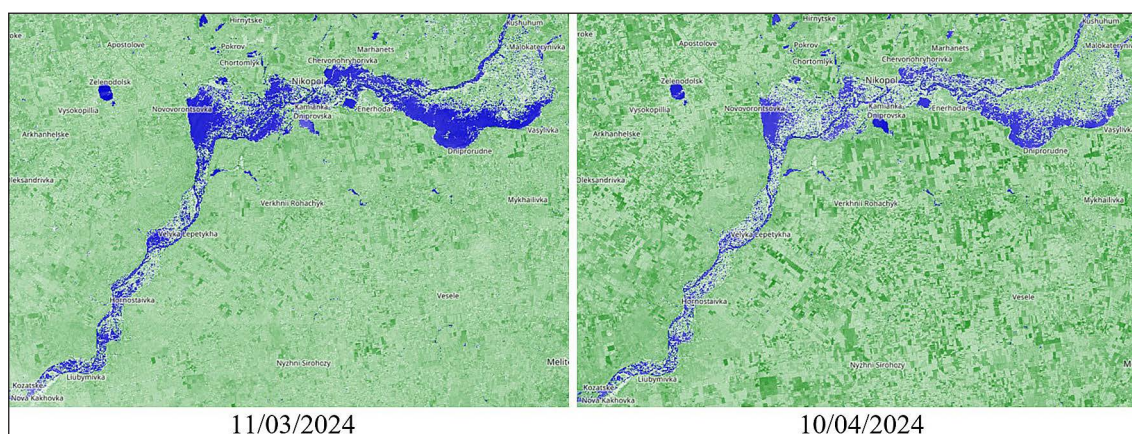 Hirnytske
Kushuhum
oke
Apostolove
Pokrov
Marhanets
Malokaterynivka
Chortomlyk
Chervonohryhorivka
Zelenodolsk
Nikopol
Vysokopillia
Novovorontsovka
Kamianka
Dniprovska
Enerhodar
Arkhanhelske
Vasylivka
Dniprorudne
Oleksandrivka
Verkhnii Rohachyk
Mykhailivka
Velyka Lepetykha
Hornostaivka
Vesele
Nyzhni Sirohozy
Melit
Liubymivka
Kozatske
Nova Kakhovka
11/03/2024
Hirnytske
Kushuhum
roke
Apostolove
Pokrov
Marhanets
Malokaterynivka
Chortomlyk
Chervonohryhorivka
Zelenodolsk
Nikopol
Vysokopillia
Novovorontsovka
Kamianka
Dniprovska
Enerhodar
Arkhanhelske
Vasylivka
Dniprorudne
Oleksandrivka
Verkhnii Rohachyk
Mykhailivka
Velyka Lepetykha
Hornostaivka
Vesele
Nyzhni Sirohozy
M
Liubymivka
Kozatske
Nova Kakhovka
10/04/2024